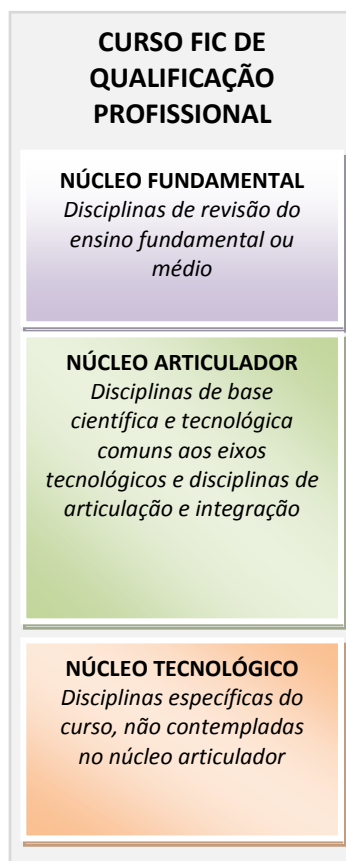 CURSO FIC DE
QUALIFICAÇÃO
PROFISSIONAL
NÚCLEO FUNDAMENTAL
Disciplinas de revisão do
ensino fundamental ou
médio
NÚCLEO ARTICULADOR
Disciplinas de base
científica e tecnológica
comuns aos eixos
tecnológicos e disciplinas de
articulação e integração
NÚCLEO TECNOLÓGICO
Disciplinas específicas do
curso, não contempladas
no núcleo articulador